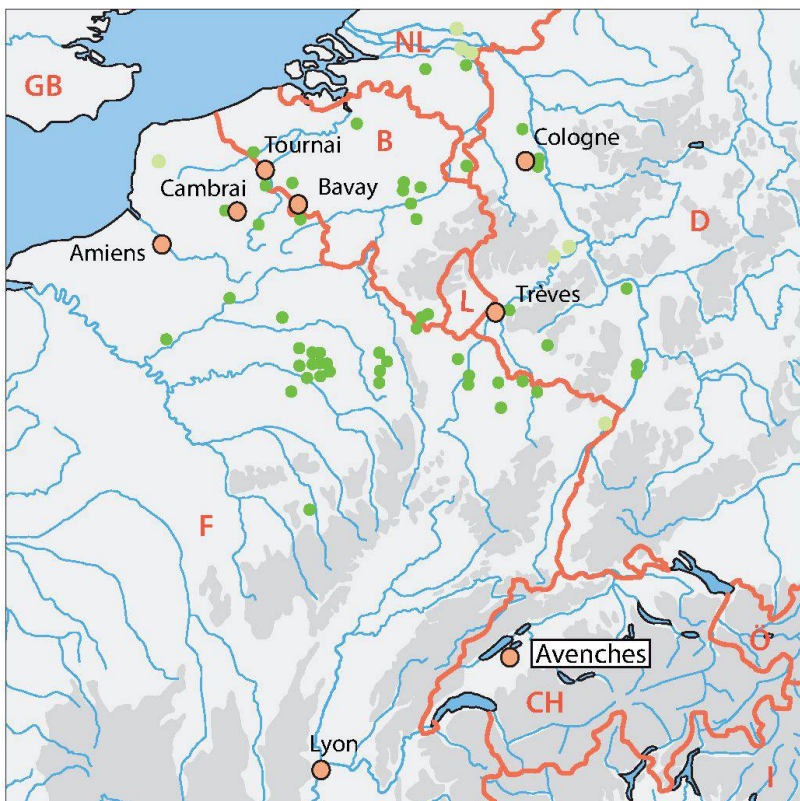 NL
GB
B
Tournai
Cologne
Cambrai
Bavay
D
Amiens
L
Trèves
F
Avenches
Ö
CH
Lyon
I